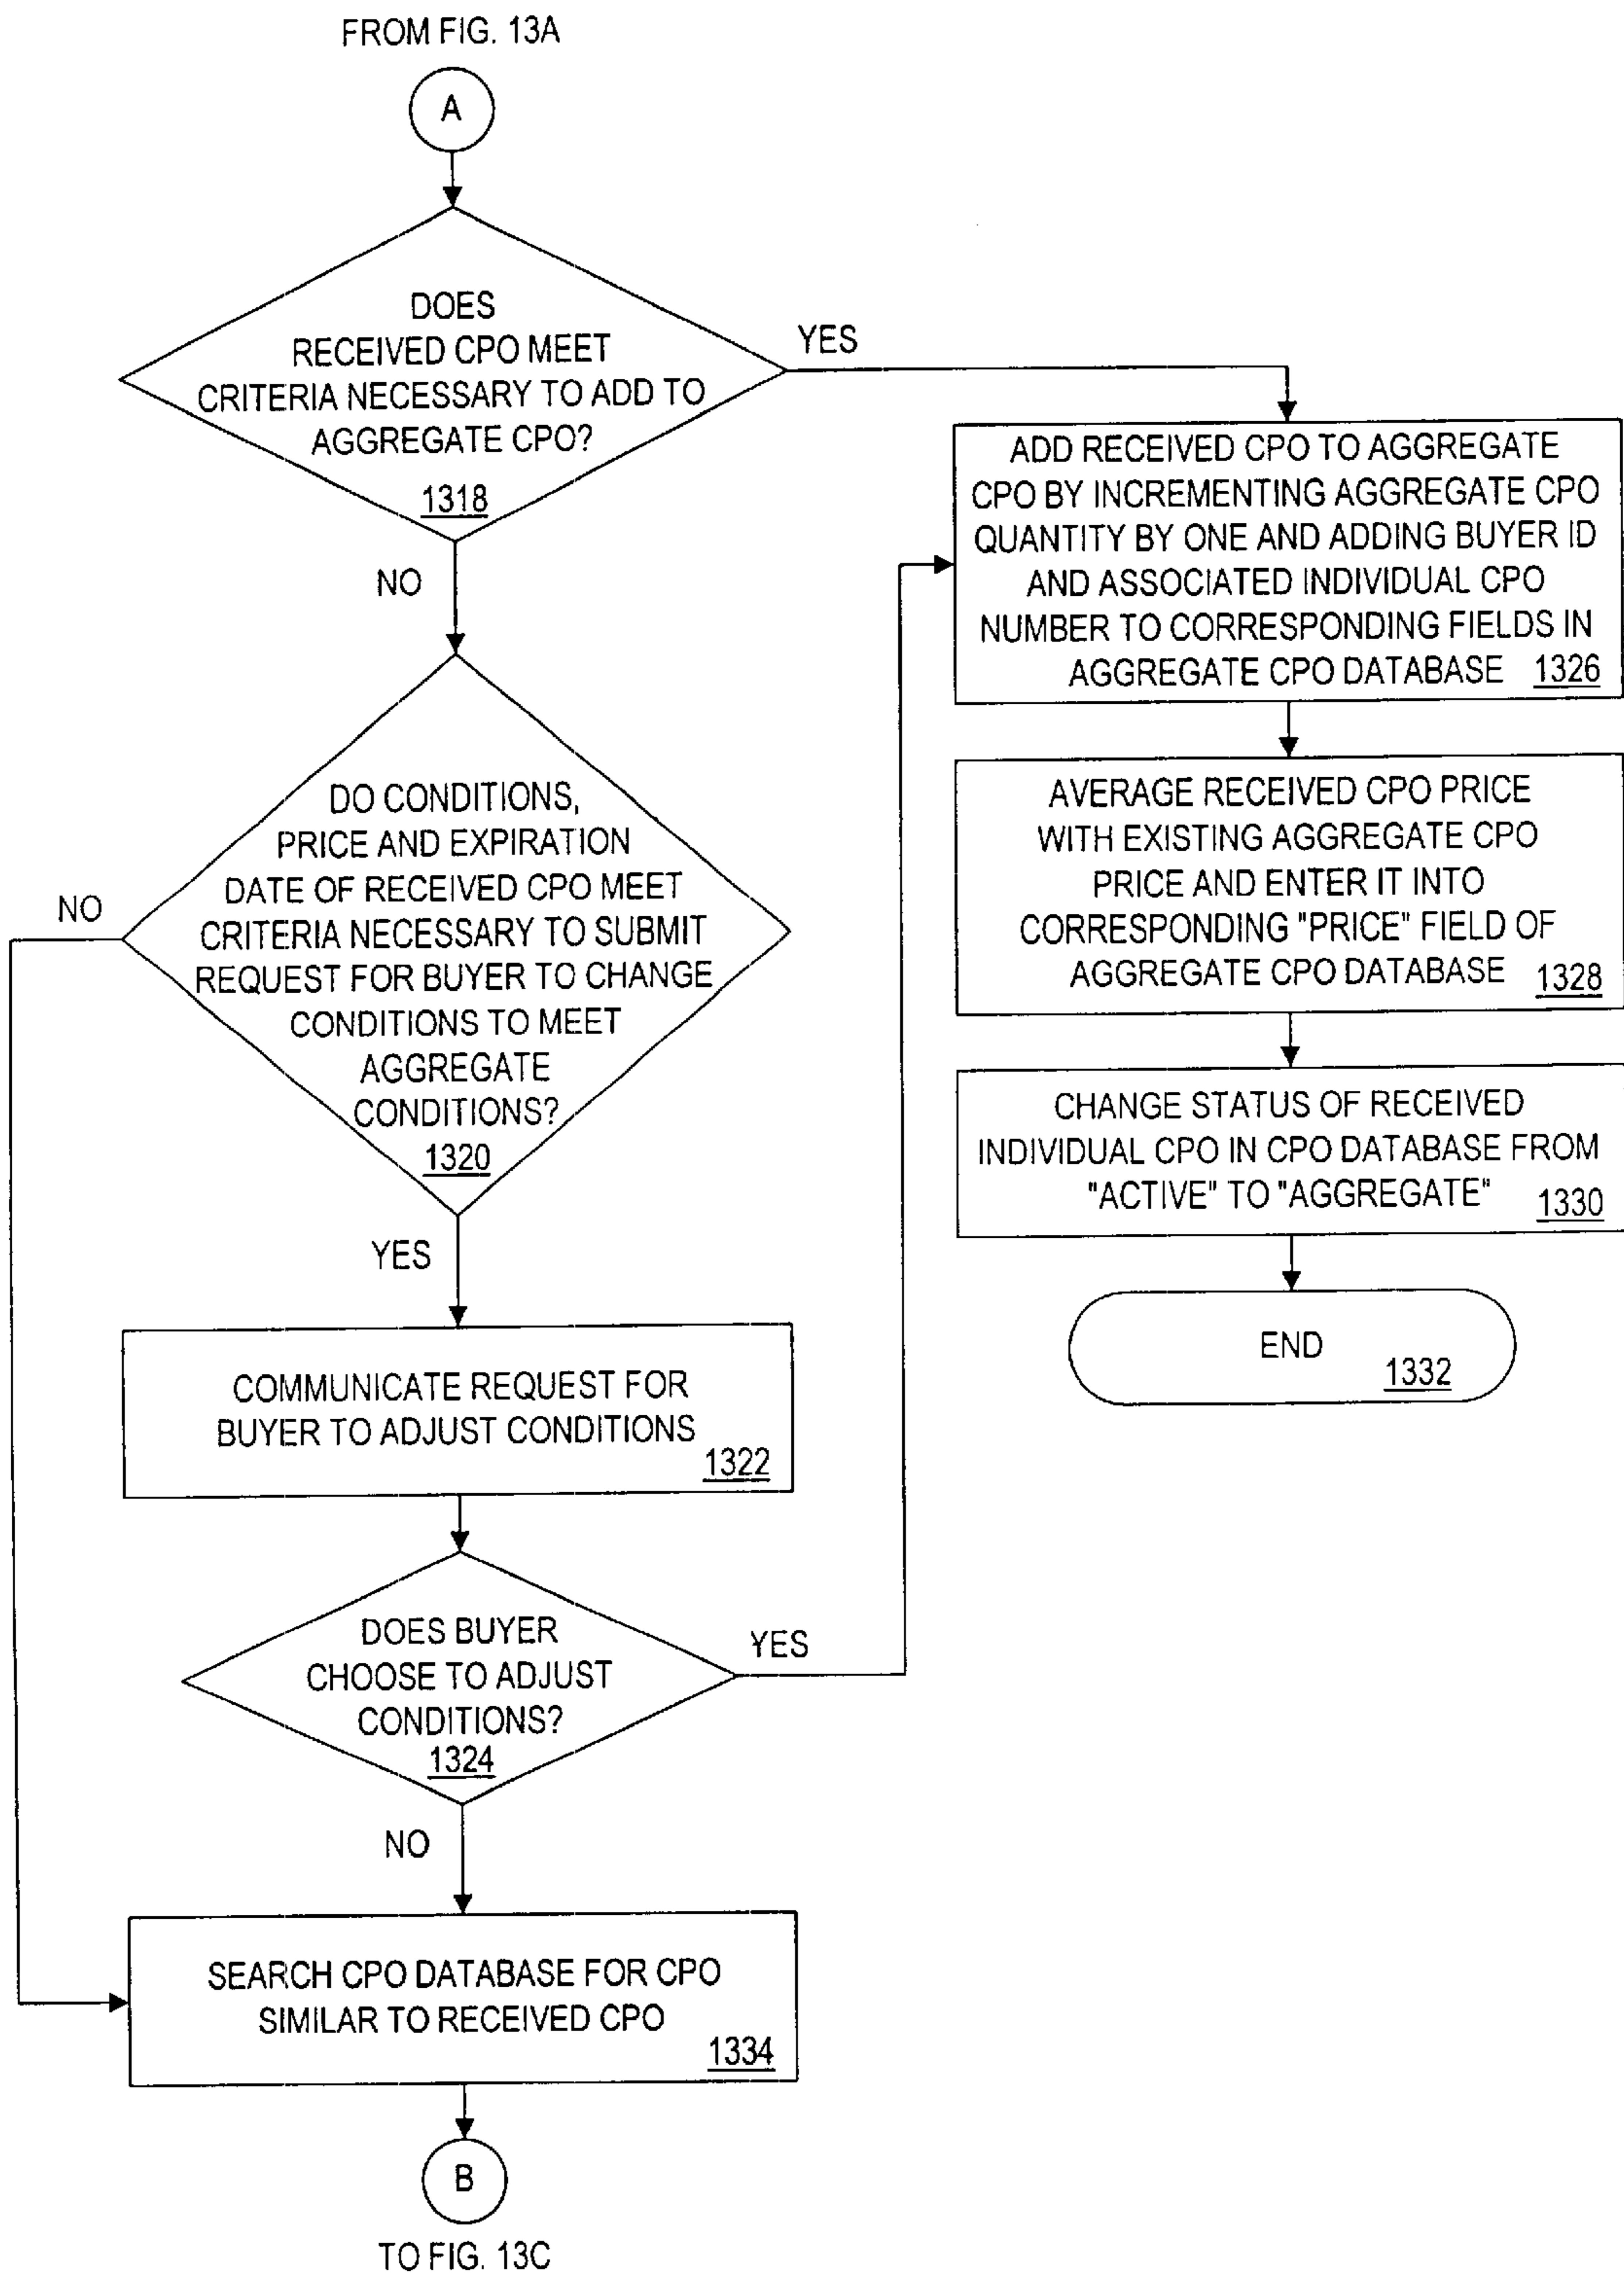 FROM FIG. 13A
A
DOES
RECEIVED CPO MEET
CRITERIA NECESSARY TO ADD TO
AGGREGATE CPO?
1318
YES
NO
DO CONDITIONS,
PRICE AND EXPIRATION
DATE OF RECEIVED CPO MEET
CRITERIA NECESSARY TO SUBMIT
REQUEST FOR BUYER TO CHANGE
CONDITIONS TO MEET
AGGREGATE
CONDITIONS?
1320
NO
YES
COMMUNICATE REQUEST FOR
BUYER TO ADJUST CONDITIONS
1322
DOES BUYER
CHOOSE TO ADJUST
CONDITIONS?
1324
YES
NO
SEARCH CPO DATABASE FOR CPO
SIMILAR TO RECEIVED CPO
1334
B
TO FIG. 13C
ADD RECEIVED CPO TO AGGREGATE
CPO BY INCREMENTING AGGREGATE CPO
QUANTITY BY ONE AND ADDING BUYER ID
AND ASSOCIATED INDIVIDUAL CPO
NUMBER TO CORRESPONDING FIELDS IN
AGGREGATE CPO DATABASE 1326
AVERAGE RECEIVED CPO PRICE
WITH EXISTING AGGREGATE CPO
PRICE AND ENTER IT INTO
CORRESPONDING "PRICE" FIELD OF
AGGREGATE CPO DATABASE 1328
CHANGE STATUS OF RECEIVED
INDIVIDUAL CPO IN CPO DATABASE FROM
"ACTIVE" TO "AGGREGATE" 1330
END
1332